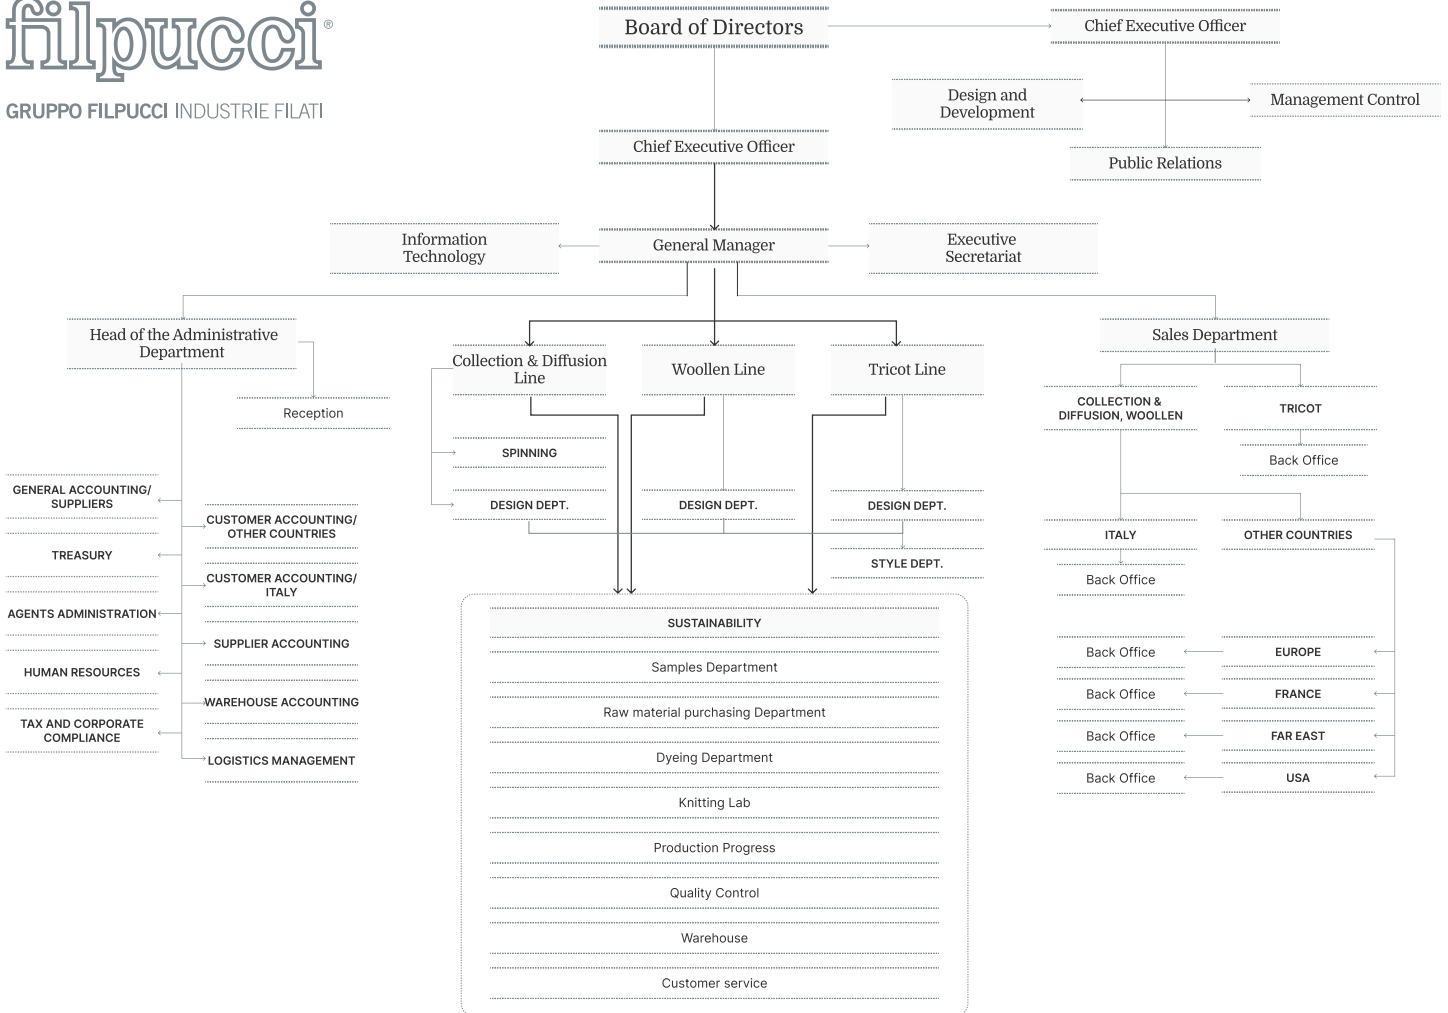 filpucci®
GRUPPO FILPUCCI INDUSTRIE FILATI
Board of Directors
Chief Executive Officer
Design and
Development
Management Control
Public Relations
Chief Executive Officer
Information
Technology
General Manager
Executive
Secretariat
Head of the Administrative
Department
Reception
GENERAL ACCOUNTING/
SUPPLIERS
CUSTOMER ACCOUNTING/
OTHER COUNTRIES
TREASURY
CUSTOMER ACCOUNTING/
ITALY
AGENTS ADMINISTRATION
SUPPLIER ACCOUNTING
HUMAN RESOURCES
WAREHOUSE ACCOUNTING
TAX AND CORPORATE
COMPLIANCE
LOGISTICS MANAGEMENT
Collection & Diffusion
Line
Woollen Line
Tricot Line
SPINNING
DESIGN DEPT.
DESIGN DEPT.
DESIGN DEPT.
STYLE DEPT.
SUSTAINABILITY
Samples Department
Raw material purchasing Department
Dyeing Department
Knitting Lab
Production Progress
Quality Control
Warehouse
Customer service
Sales Department
COLLECTION &
DIFFUSION, WOOLLEN
TRICOT
Back Office
ITALY
OTHER COUNTRIES
Back Office
Back Office
EUROPE
Back Office
FRANCE
Back Office
FAR EAST
Back Office
USA